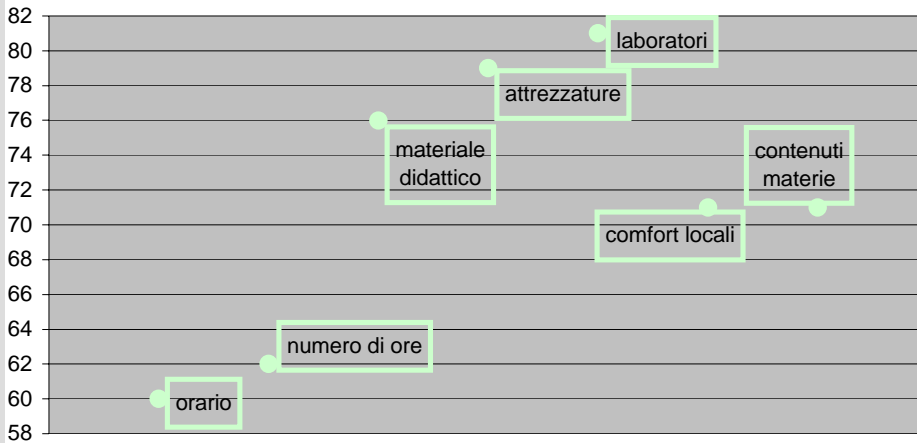 82
80
78
76
74
72
70
68
66
64
62
60
58
laboratori
attrezzature
materiale
didattico
contenuti
materie
comfort locali
numero di ore
orario